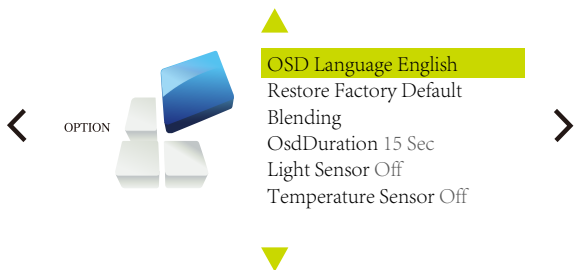 OPTION
OSD Language English
Restore Factory Default
Blending
OsdDuration 15 Sec
Light Sensor Off
Temperature Sensor Off